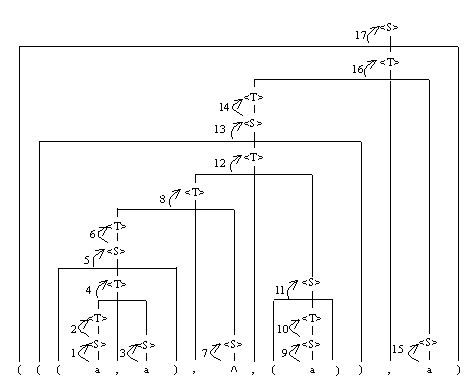 17 <S>
16 <T>
14 <T>
13 <S>
12 <T>
8 <T>
6 <T>
5 <S>
4 <T> 11 <S>
2 <T> 10 <T>
1 <S> 3 <S> 7 <S> 9 <S> 15 <S>
( ( ( a , a ) , ^ , ( a ) ) , a )